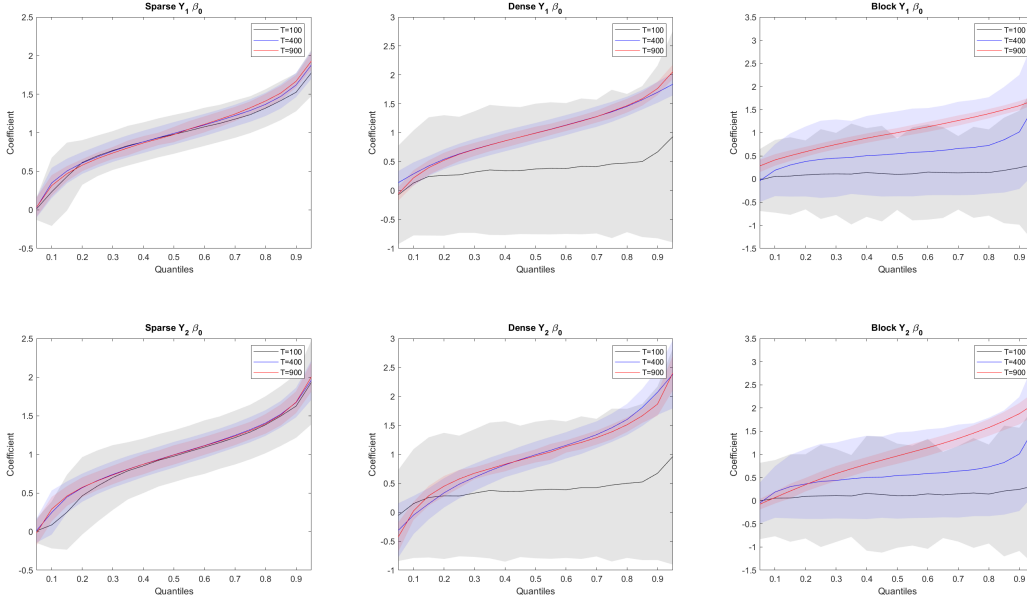 Sparse Y1 β0
2.5
2
1.5
1
0.5
0
-0.5
Coefficient
T=100
T=400
T=900
0.1 0.2 0.3 0.4 0.5 0.6 0.7 0.8 0.9
Quantiles
Dense Y1 β0
3
2.5
2
1.5
1
0.5
0
-0.5
-1
Coefficient
T=100
T=400
T=900
0.1 0.2 0.3 0.4 0.5 0.6 0.7 0.8 0.9
Quantiles
Block Y1 β0
3.5
3
2.5
2
1.5
1
0.5
0
-0.5
-1
-1.5
Coefficient
T=100
T=400
T=900
0.1 0.2 0.3 0.4 0.5 0.6 0.7 0.8 0.9
Quantiles
Sparse Y2 β0
2.5
2
1.5
1
0.5
0
-0.5
Coefficient
T=100
T=400
T=900
0.1 0.2 0.3 0.4 0.5 0.6 0.7 0.8 0.9
Quantiles
Dense Y2 β0
3
2.5
2
1.5
1
0.5
0
-0.5
-1
Coefficient
T=100
T=400
T=900
0.1 0.2 0.3 0.4 0.5 0.6 0.7 0.8 0.9
Quantiles
Block Y2 β0
3.5
3
2.5
2
1.5
1
0.5
0
-0.5
-1
-1.5
Coefficient
T=100
T=400
T=900
0.1 0.2 0.3 0.4 0.5 0.6 0.7 0.8 0.9
Quantiles